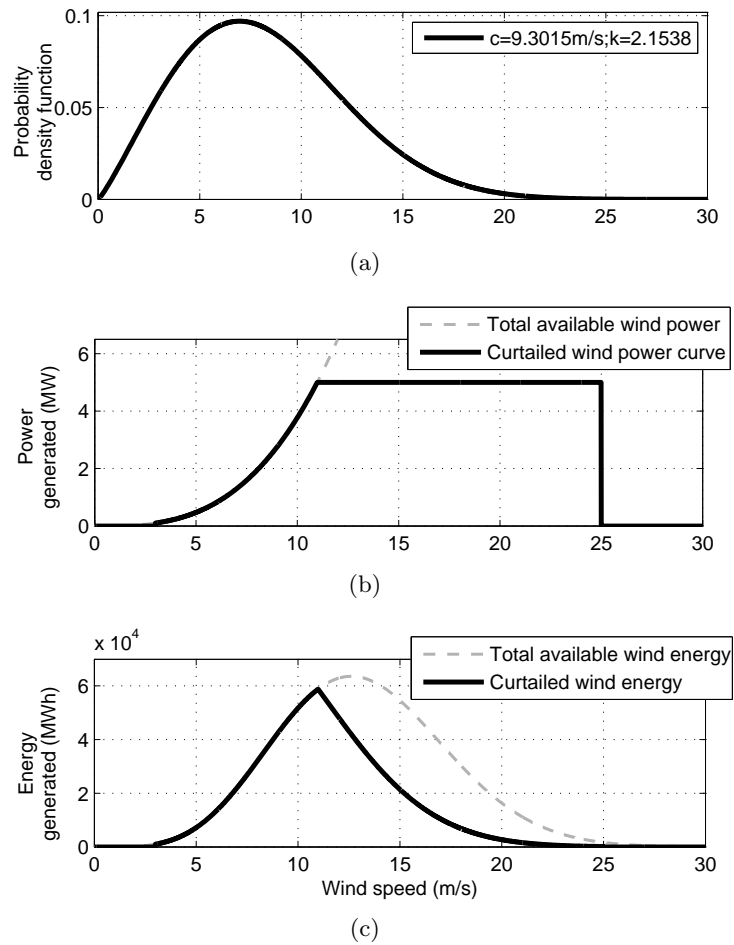 0.1
0.05
0
Probability
density function
c=9.3015m/s;k=2.1538
0 5 10 15 20 25 30
(a)
6
4
2
0
Power
generated (MW)
Total available wind power
Curtailed wind power curve
0 5 10 15 20 25 30
(b)
x 10^4
6
4
2
0
Energy
generated (MWh)
Total available wind energy
Curtailed wind energy
0 5 10 15 20 25 30
Wind speed (m/s)
(c)